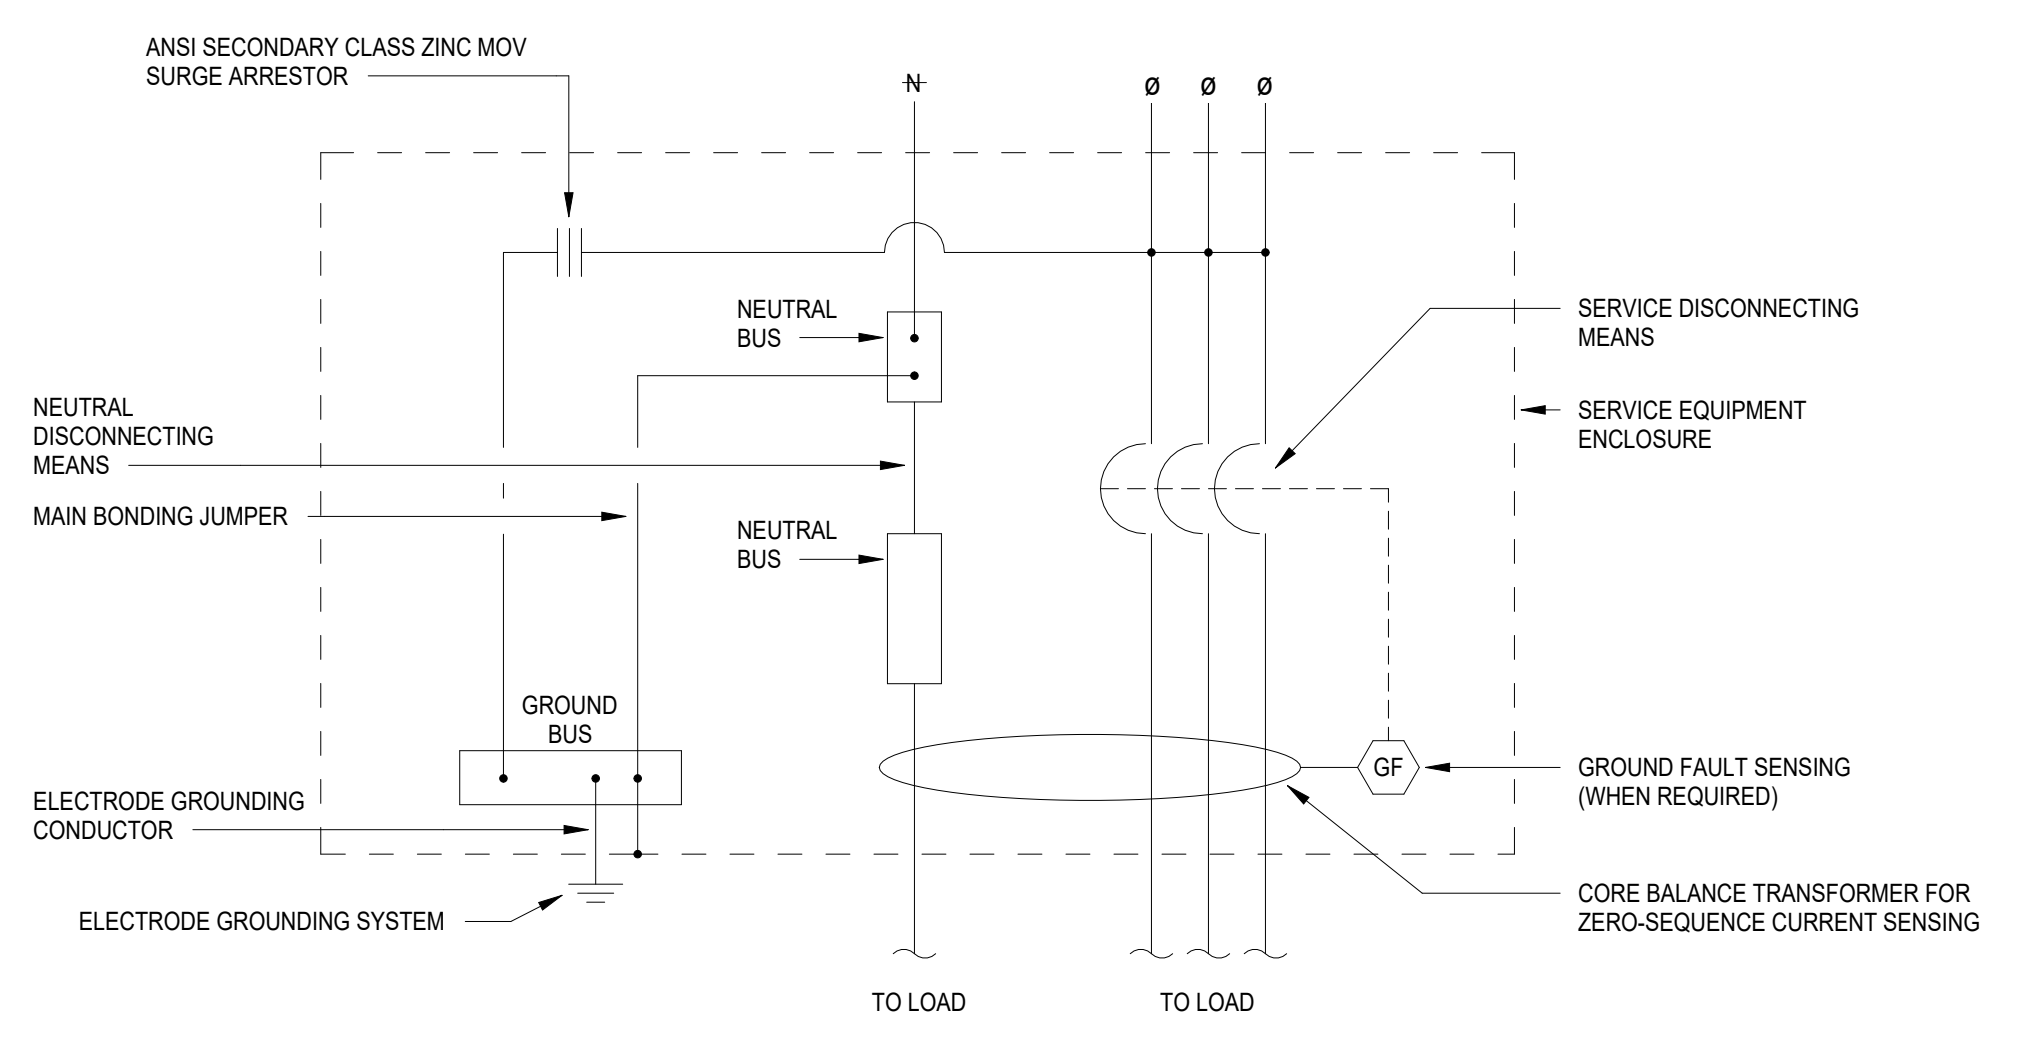 ANSI SECONDARY CLASS ZINC MOV
SURGE ARRESTOR
N
Ø Ø Ø
NEUTRAL
BUS
SERVICE DISCONNECTING
MEANS
NEUTRAL
DISCONNECTING
MEANS
SERVICE EQUIPMENT
ENCLOSURE
MAIN BONDING JUMPER
NEUTRAL
BUS
GROUND
BUS
GF
GROUND FAULT SENSING
(WHEN REQUIRED)
ELECTRODE GROUNDING
CONDUCTOR
ELECTRODE GROUNDING SYSTEM
CORE BALANCE TRANSFORMER FOR
ZERO-SEQUENCE CURRENT SENSING
TO LOAD
TO LOAD